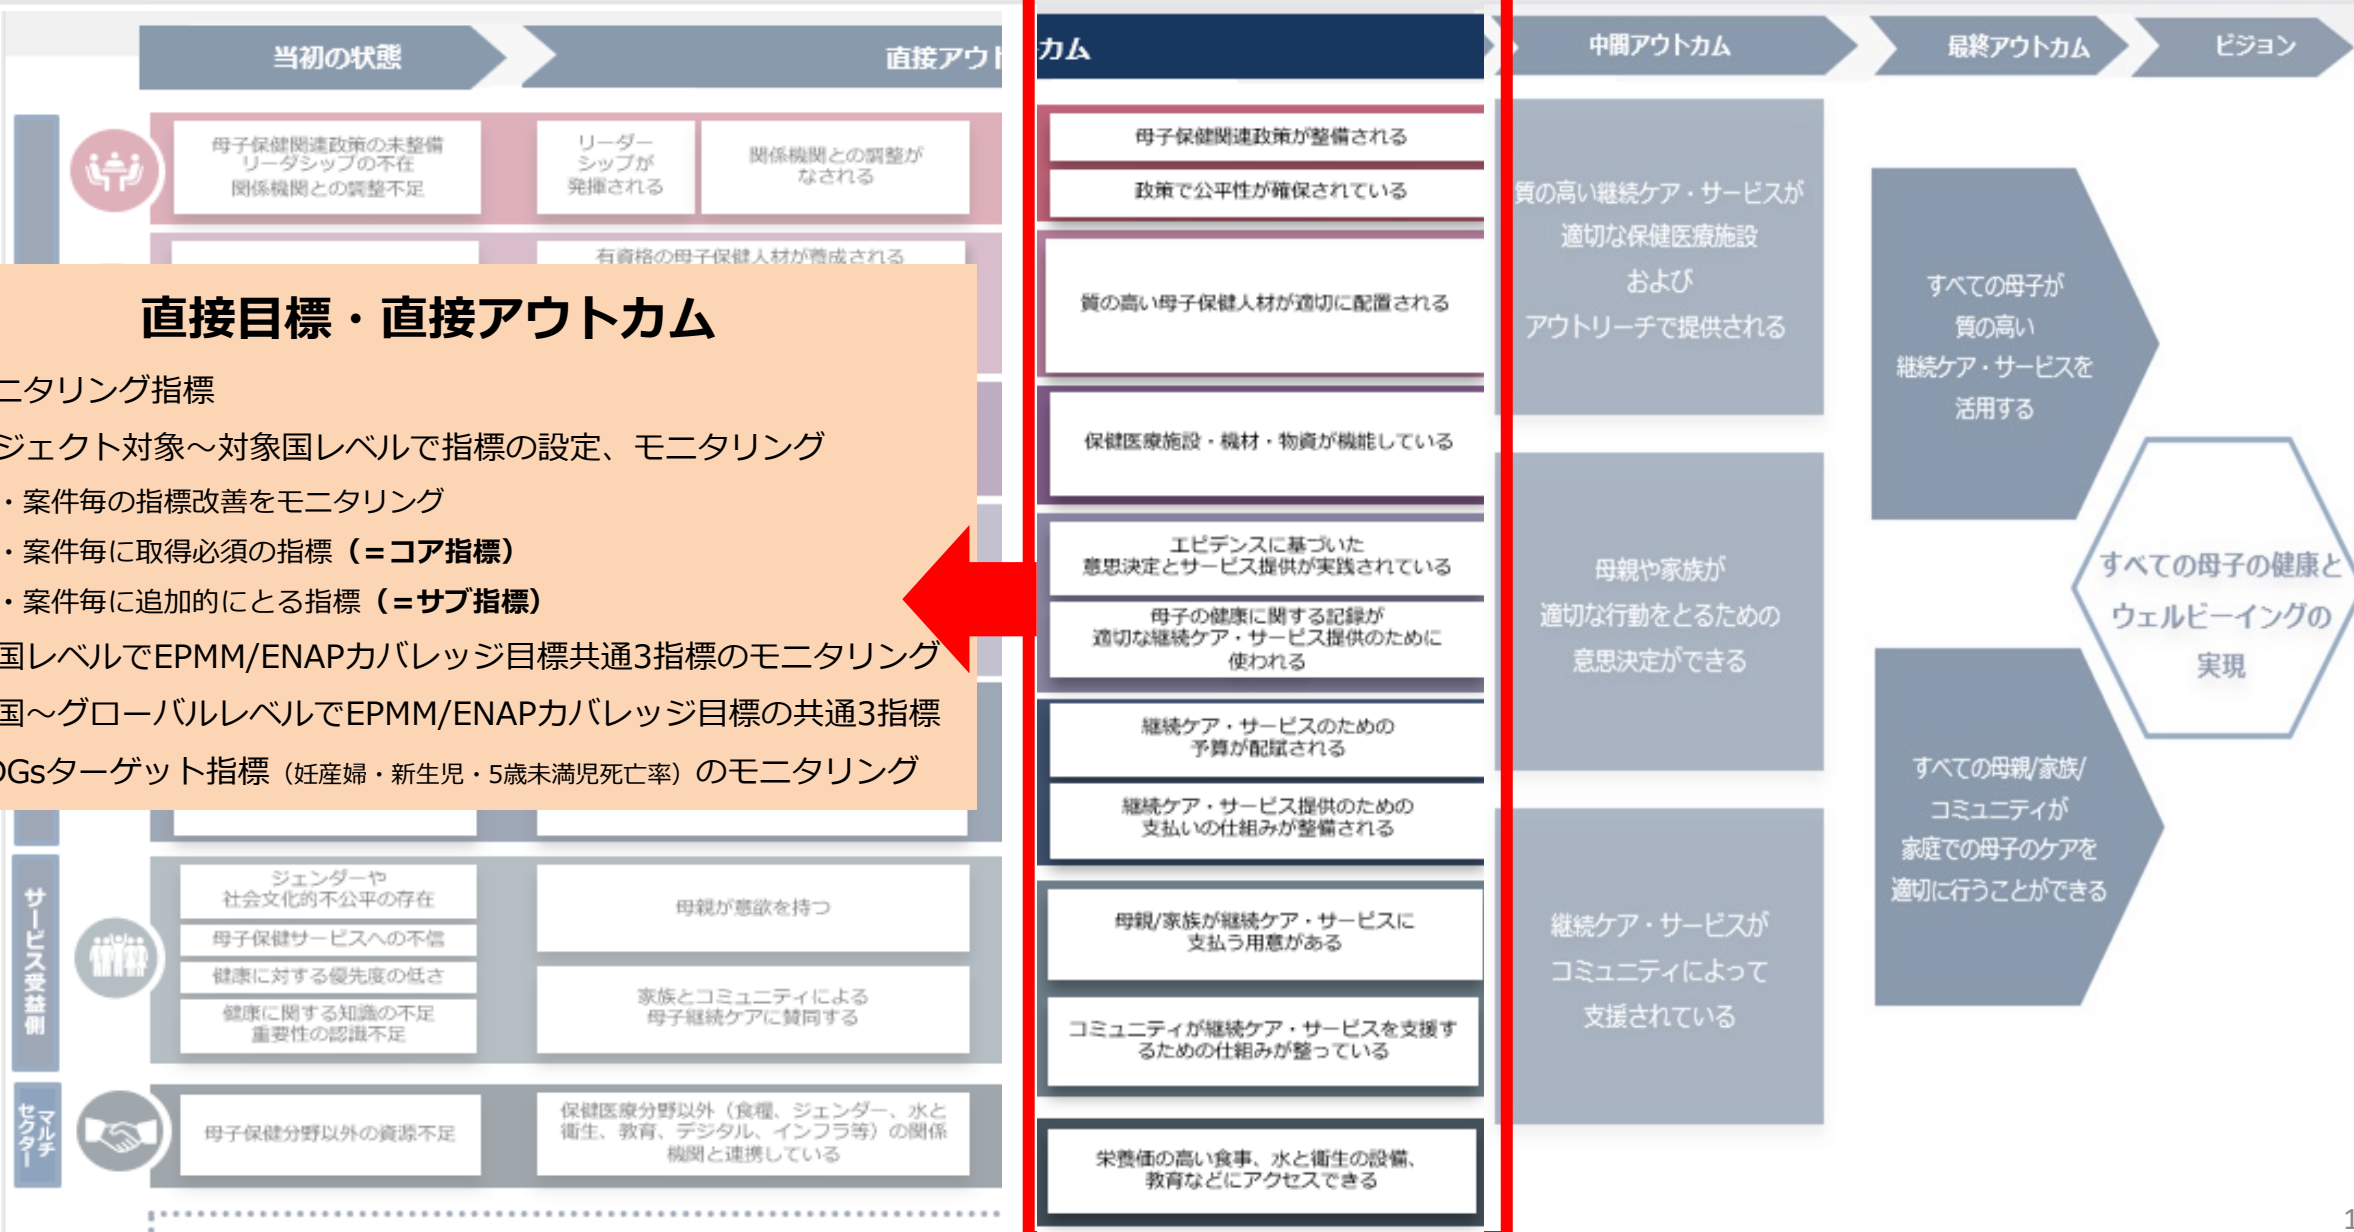 当初の状態
直接アウト
カム
中間アウトカム
最終アウトカム
ビジョン
母子保健関連政策の未整備
リーダシップの不在
関係機関との調整不足
リーダー
シップが
発揮される
関係機関との調整が
なされる
有資格の母子保健人材が養成される
直接目標・直接アウトカム
ニタリング指標
ジェクト対象～対象国レベルで指標の設定、モニタリング
・案件毎の指標改善をモニタリング
・案件毎に取得必須の指標（=コア指標）
・案件毎に追加的にとる指標（=サブ指標）
国レベルでEPMM/ENAPカバレッジ目標共通3指標のモニタリング
国～グローバルレベルでEPMM/ENAPカバレッジ目標の共通3指標
DGsターゲット指標（妊産婦・新生児・5歳未満児死亡率）のモニタリング
サービス受益側
ジェンダーや
社会文化的不公平の存在
母子保健サービスへの不信
健康に対する優先度の低さ
健康に関する知識の不足
重要性の認識不足
母親が意欲を持つ
家族とコミュニティによる
母子継続ケアに賛同する
マルチ
セクター
母子保健分野以外の資源不足
保健医療分野以外（食糧、ジェンダー、水と
衛生、教育、デジタル、インフラ等）の関係
機関と連携している
母子保健関連政策が整備される
政策で公平性が確保されている
質の高い母子保健人材が適切に配置される
保健医療施設・機材・物資が機能している
エビデンスに基づいた
意思決定とサービス提供が実践されている
母子の健康に関する記録が
適切な継続ケア・サービス提供のために
使われる
継続ケア・サービスのための
予算が配賦される
継続ケア・サービス提供のための
支払いの仕組みが整備される
母親/家族が継続ケア・サービスに
支払う用意がある
コミュニティが継続ケア・サービスを支援す
るための仕組みが整っている
栄養価の高い食事、水と衛生の設備、
教育などにアクセスできる
質の高い継続ケア・サービスが
適切な保健医療施設
および
アウトリーチで提供される
母親や家族が
適切な行動をとるための
意思決定ができる
継続ケア・サービスが
コミュニティによって
支援されている
すべての母子が
質の高い
継続ケア・サービスを
活用する
すべての母親/家族/
コミュニティが
家庭での母子のケアを
適切に行うことができる
すべての母子の健康と
ウェルビーイングの
実現
1